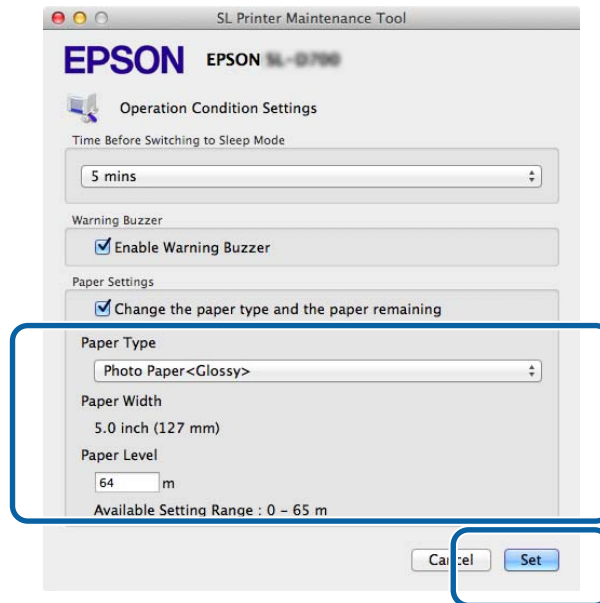 SL Printer Maintenance Tool
EPSON EPSON SL-D700
Operation Condition Settings
Time Before Switching to Sleep Mode
5 mins
Warning Buzzer
Enable Warning Buzzer
Paper Settings
Change the paper type and the paper remaining
Paper Type
Photo Paper<Glossy>
Paper Width
5.0 inch (127 mm)
Paper Level
64 m
Available Setting Range : 0 – 65 m
Cancel Set